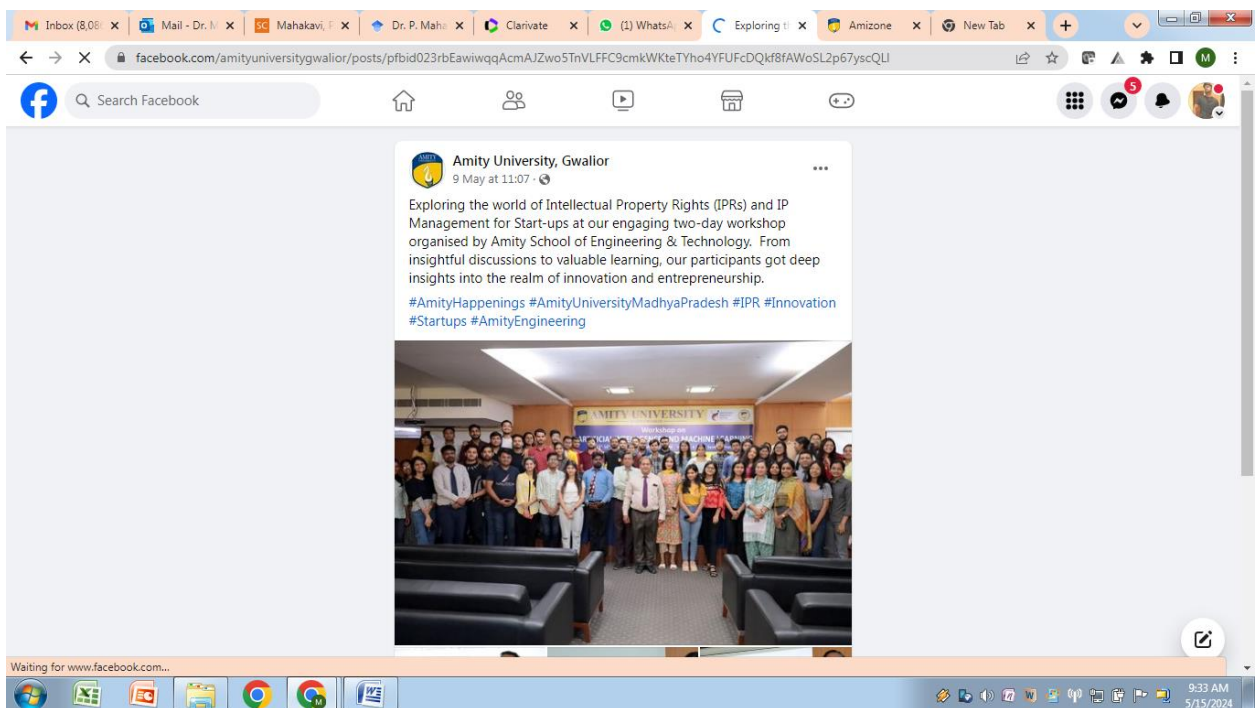 Inbox (8,08
Mail - Dr. M
Mahakavi, P
Dr. P. Maha
Clarivate
(1) WhatsA
Exploring t
Amizone
New Tab
facebook.com/amityuniversitygwalior/posts/pfbid023rbEawiwqqAcmAJZwo5TnVLFFC9cmkWKteTYho4YFUFcDQkf8fAWoSL2p67yscQLl
M
Search Facebook
5
Amity University, Gwalior
9 May at 11:07
Exploring the world of Intellectual Property Rights (IPRs) and IP
Management for Start-ups at our engaging two-day workshop
organised by Amity School of Engineering & Technology. From
insightful discussions to valuable learning, our participants got deep
insights into the realm of innovation and entrepreneurship.
#AmityHappenings #AmityUniversityMadhyaPradesh #IPR #Innovation
#Startups #AmityEngineering
AMITY UNIVERSITY
Workshop on
AND MACHINE LEARNING
Waiting for www.facebook.com...
9:33 AM
5/15/2024